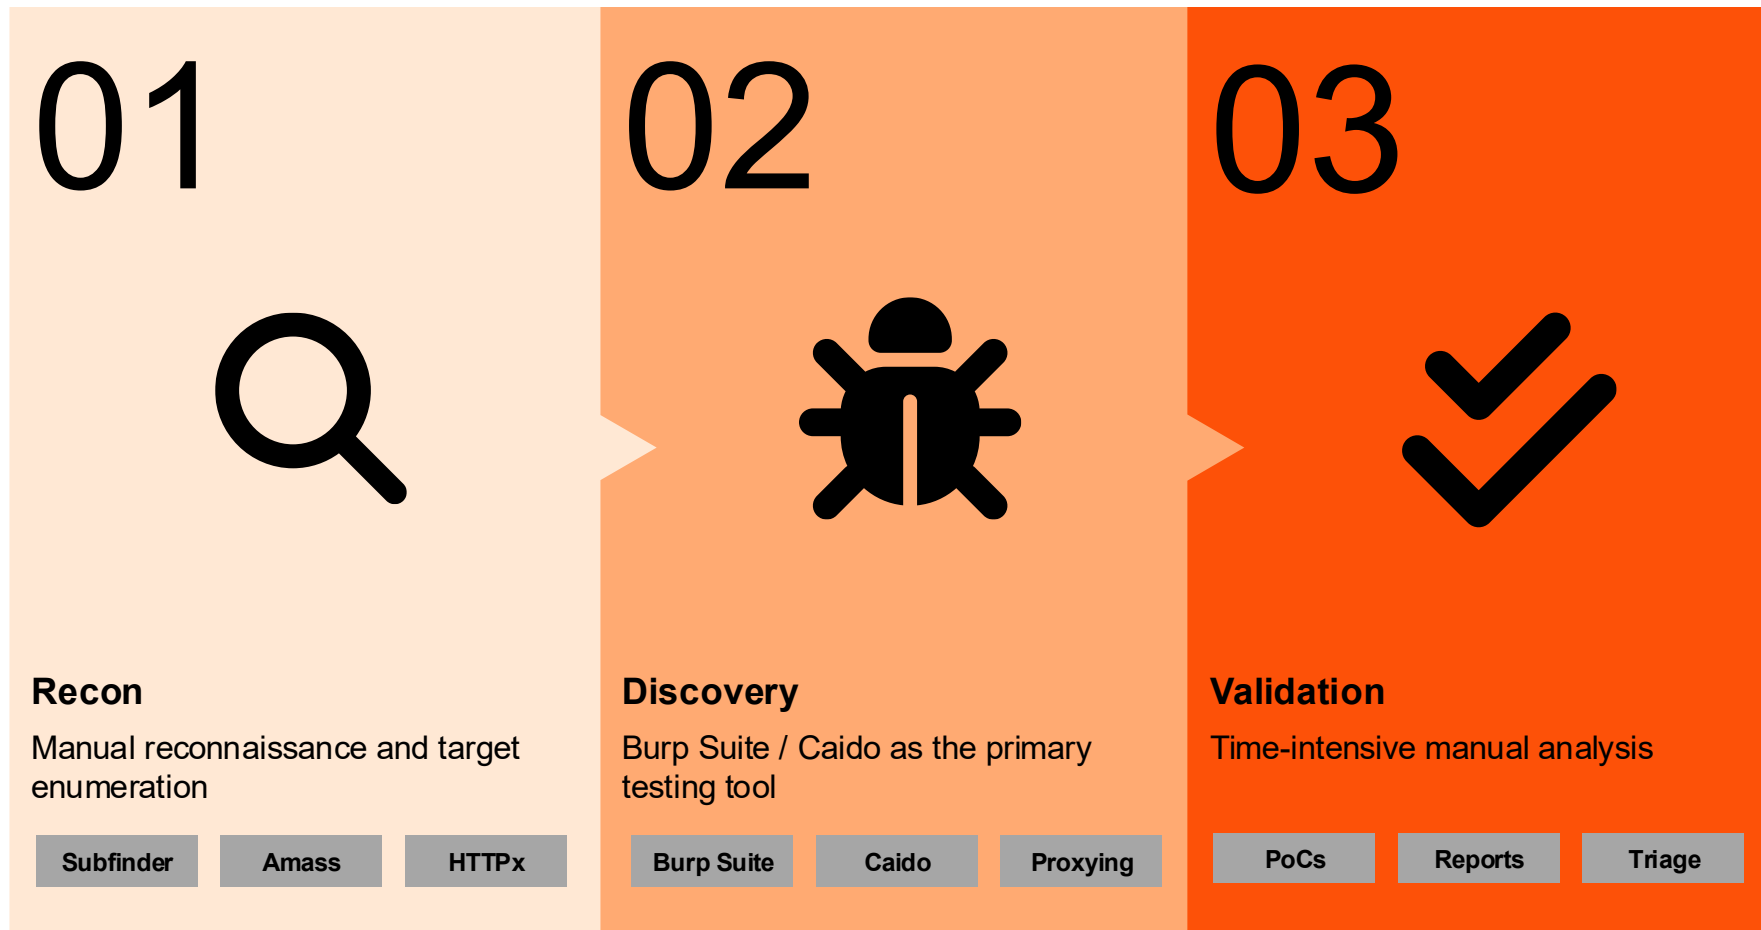 01
Recon
Manual reconnaissance and target
enumeration
Subfinder
Amass
HTTPx
02
Discovery
Burp Suite / Caido as the primary
testing tool
Burp Suite
Caido
Proxying
03
Validation
Time-intensive manual analysis
PoCs
Reports
Triage